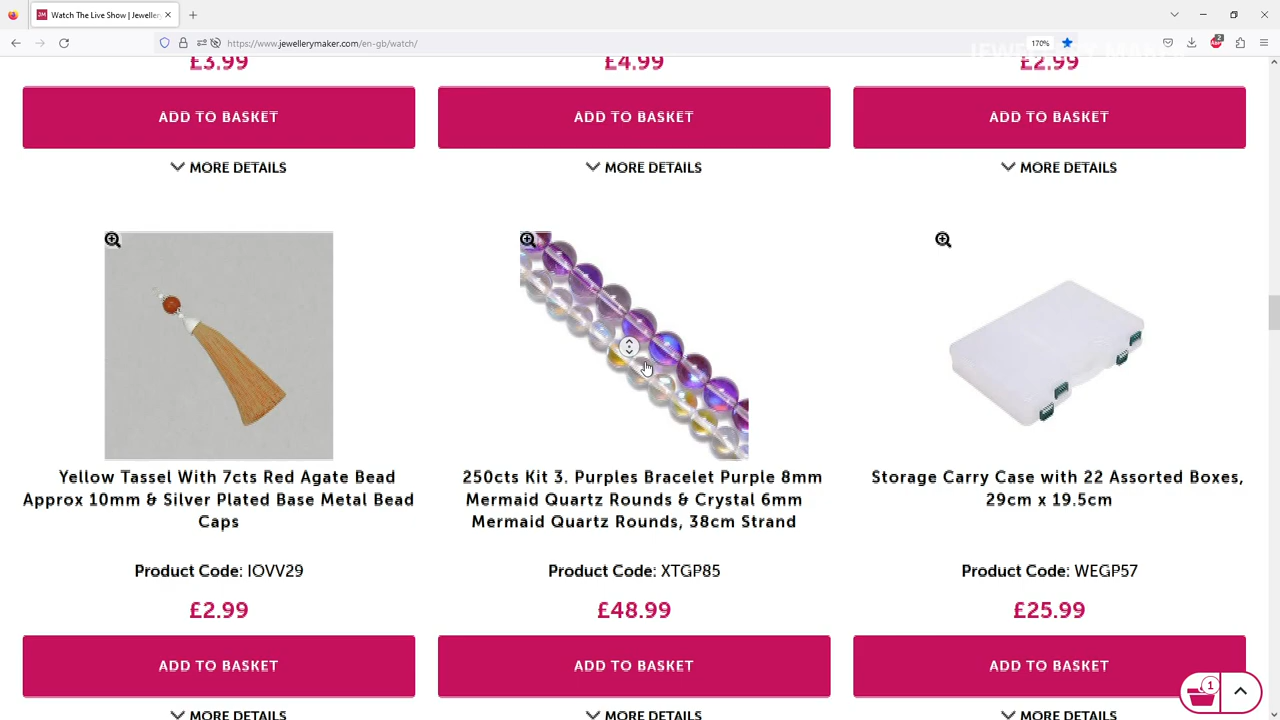 Watch The Live Show | Jeweller
https://www.jewellerymaker.com/en-gb/watch/
170%
2
JEWELLERY MAKER
£3.99
£4.99
£2.99
ADD TO BASKET
ADD TO BASKET
ADD TO BASKET
MORE DETAILS
MORE DETAILS
MORE DETAILS
Yellow Tassel With 7cts Red Agate Bead
Approx 10mm & Silver Plated Base Metal Bead
Caps
Product Code: IOVV29
£2.99
ADD TO BASKET
MORE DETAILS
250cts Kit 3. Purples Bracelet Purple 8mm
Mermaid Quartz Rounds & Crystal 6mm
Mermaid Quartz Rounds, 38cm Strand
Product Code: XTGP85
£48.99
ADD TO BASKET
MORE DETAILS
Storage Carry Case with 22 Assorted Boxes,
29cm x 19.5cm
Product Code: WEGP57
£25.99
ADD TO BASKET
MORE DETAILS
1